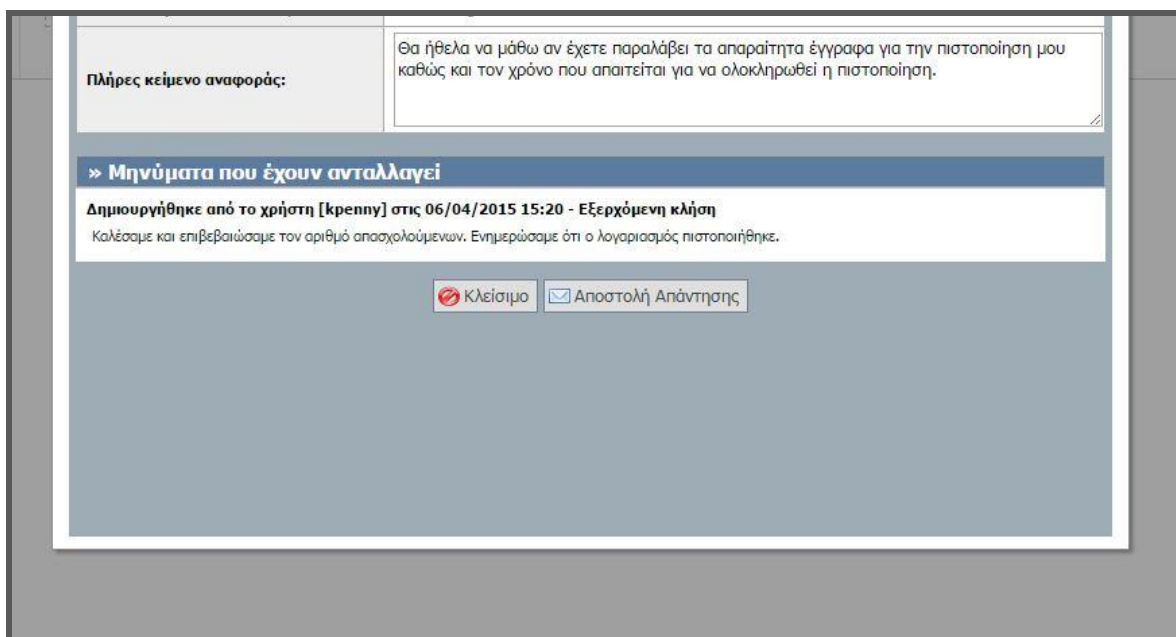 Θα ήθελα να μάθω αν έχετε παραλάβει τα απαραίτητα έγγραφα για την πιστοποίηση μου
καθώς και τον χρόνο που απαιτείται για να ολοκληρωθεί η πιστοποίηση.
Πλήρες κείμενο αναφοράς:
» Μηνύματα που έχουν ανταλλαγεί
Δημιουργήθηκε από το χρήστη [kpenny] στις 06/04/2015 15:20 - Εξερχόμενη κλήση
Καλέσαμε και επιβεβαιώσαμε τον αριθμό απασχολούμενων. Ενημερώσαμε ότι ο λογαριασμός πιστοποιήθηκε.
Κλείσιμο Αποστολή Απάντησης